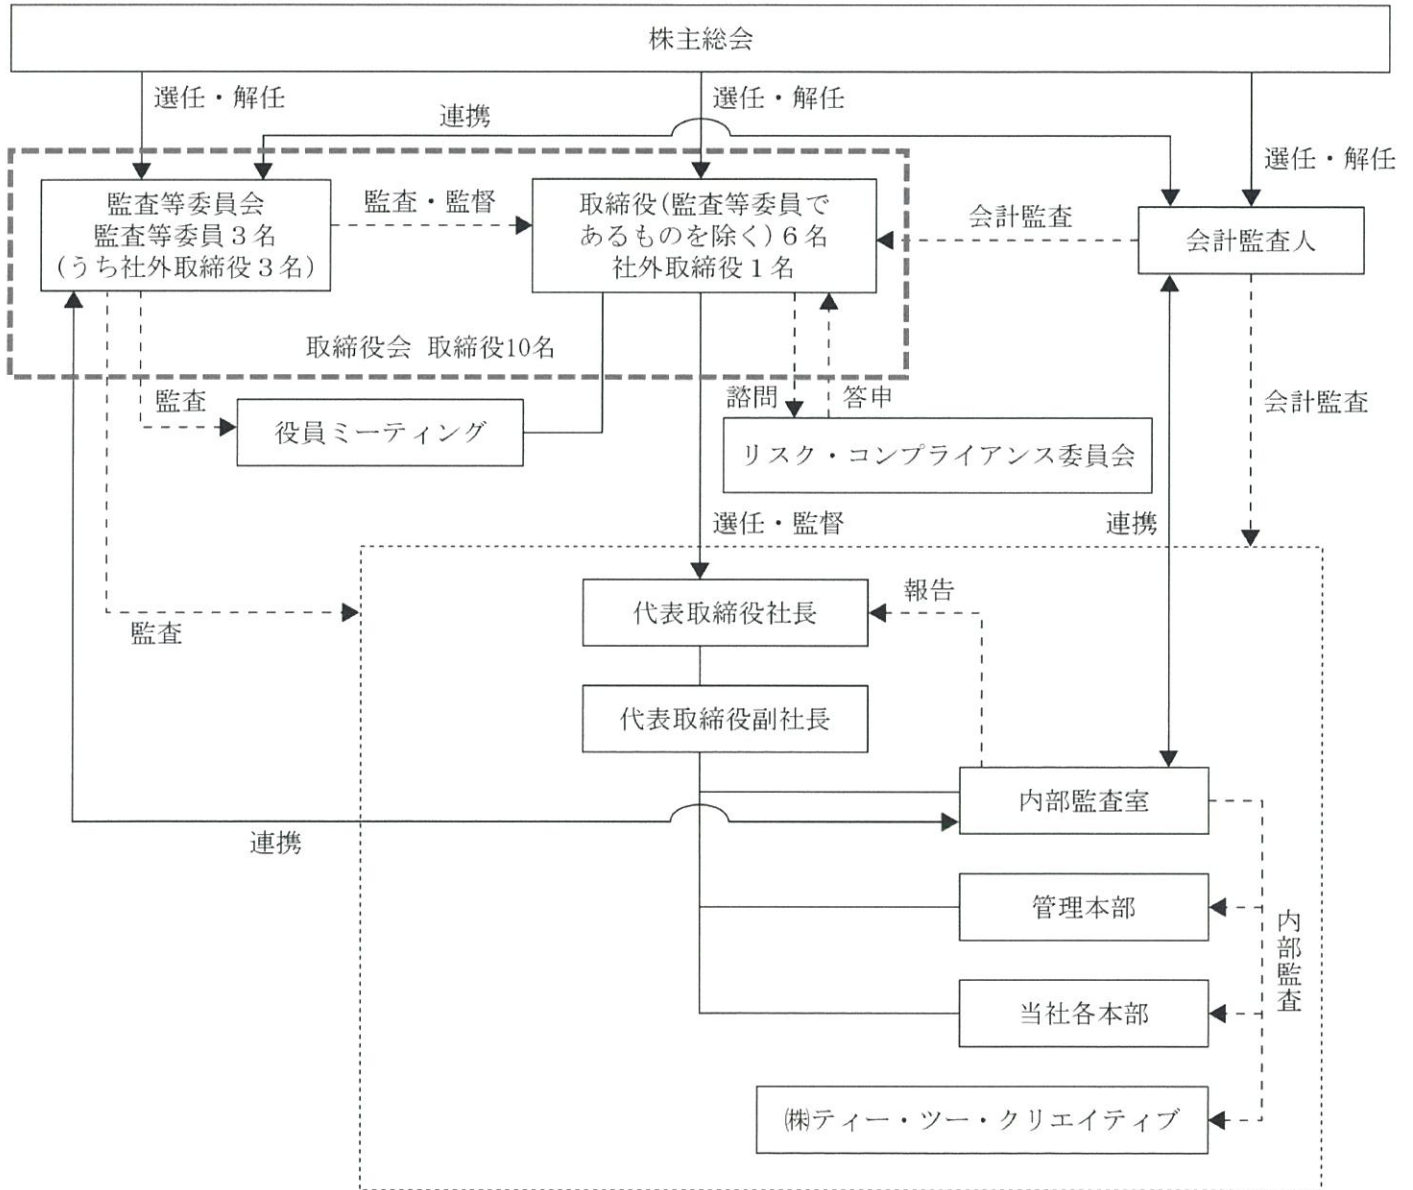 株主総会
選任・解任
選任・解任
連携
選任・解任
監査等委員会
監査等委員3名
(うち社外取締役3名)
監査・監督
取締役(監査等委員で
あるものを除く)6名
社外取締役1名
会計監査
会計監査人
取締役会 取締役10名
監査
役員ミーティング
諮問
答申
会計監査
リスク・コンプライアンス委員会
選任・監督
連携
代表取締役社長
報告
監査
代表取締役副社長
内部監査室
連携
管理本部
内部監査
当社各本部
㈱ティー・ツー・クリエイティブ